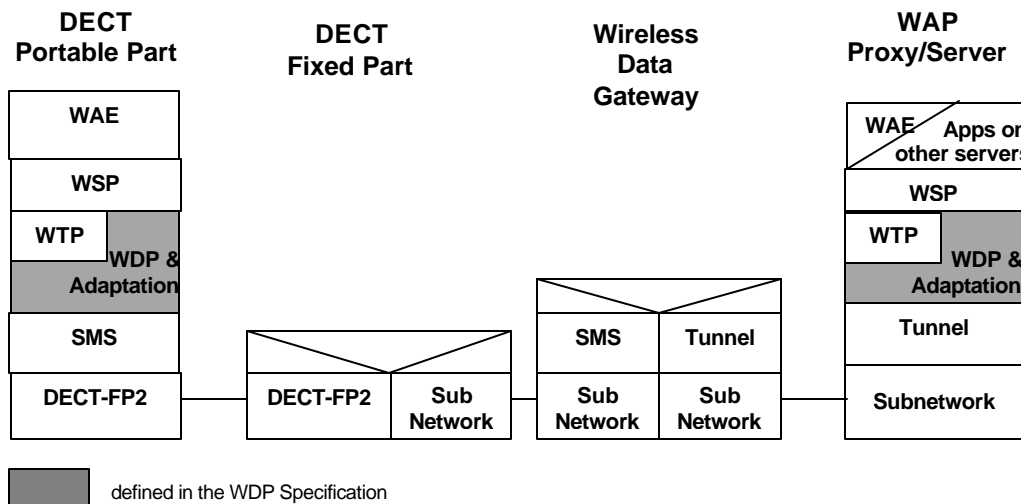 DECT
Portable Part
DECT
Fixed Part
Wireless
Data
Gateway
WAP
Proxy/Server
WAE
WSP
WTP
WDP &
Adaptation
SMS
DECT-FP2
DECT-FP2
Sub
Network
SMS
Tunnel
Sub
Network
Sub
Network
WAE
Apps on
other servers
WSP
WTP
WDP &
Adaptation
Tunnel
Subnetwork
defined in the WDP Specification